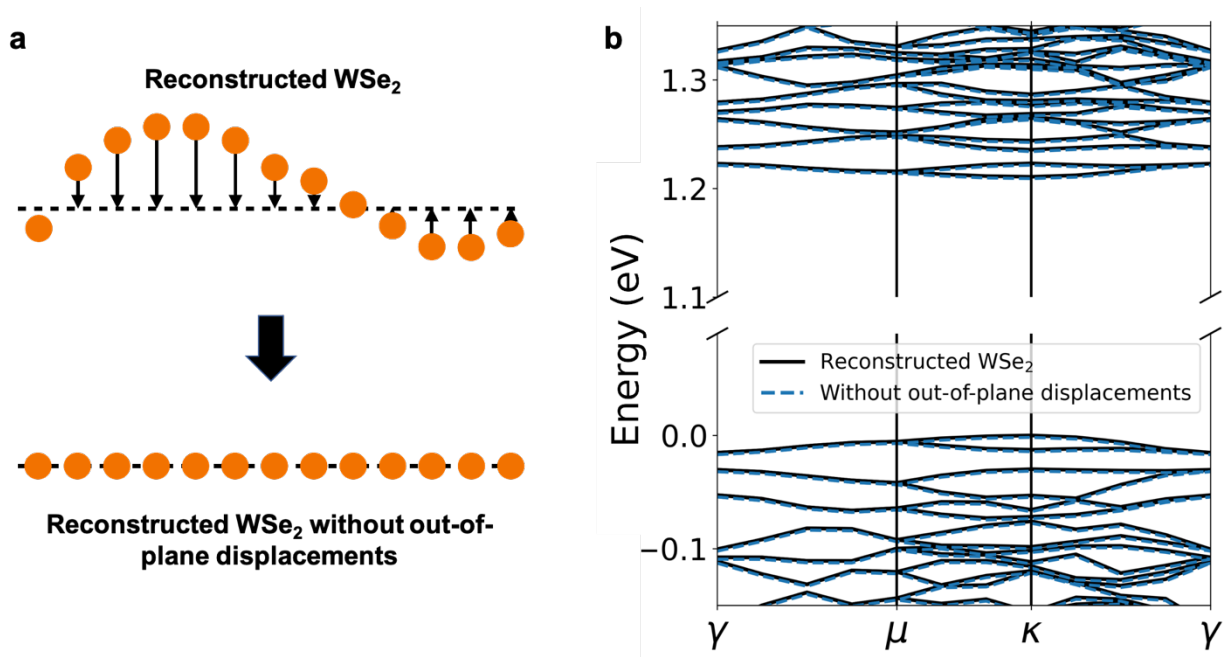 a
Reconstructed WSe₂
Reconstructed WSe₂ without out-of-
plane displacements
b
Energy (eV)
1.3
1.2
1.1
0.0
−0.1
Reconstructed WSe₂
Without out-of-plane displacements
γ
μ
κ
γ